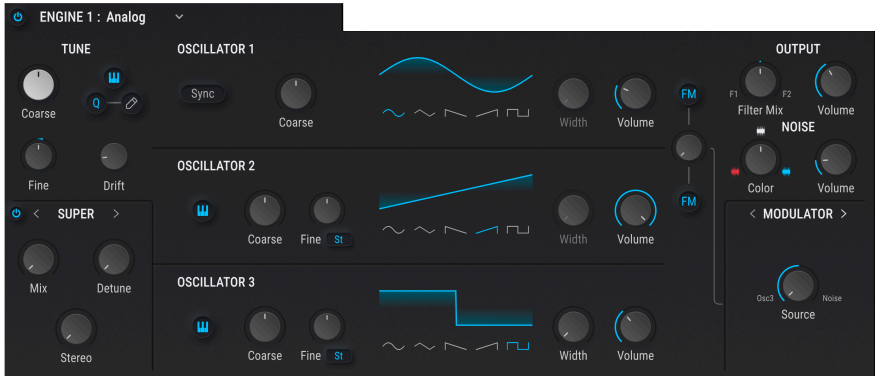 ENGINE 1 : Analog
TUNE
OSCILLATOR 1
OUTPUT
Sync
FM
F1
F2
Q
Coarse
Coarse
Width
Volume
Filter Mix
Volume
NOISE
OSCILLATOR 2
Fine
Drift
Color
Volume
FM
< SUPER >
< MODULATOR >
Coarse
Fine
St
Width
Volume
OSCILLATOR 3
Mix
Detune
Osc3
Noise
Source
Stereo
Coarse
Fine
St
Width
Volume